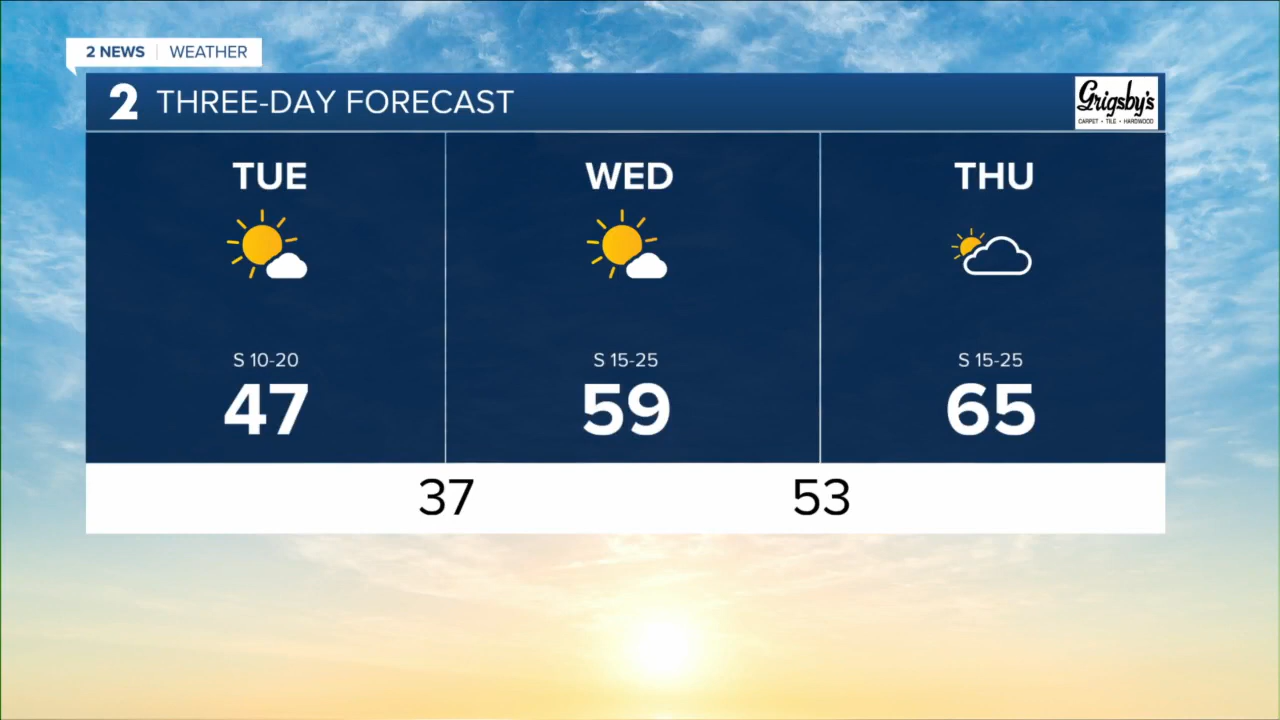 2 NEWS WEATHER
2 THREE-DAY FORECAST
Grigsby's
CARPET • TILE • HARDWOOD
TUE WED THU
S 10-20 S 15-25 S 15-25
47 59 65
37 53